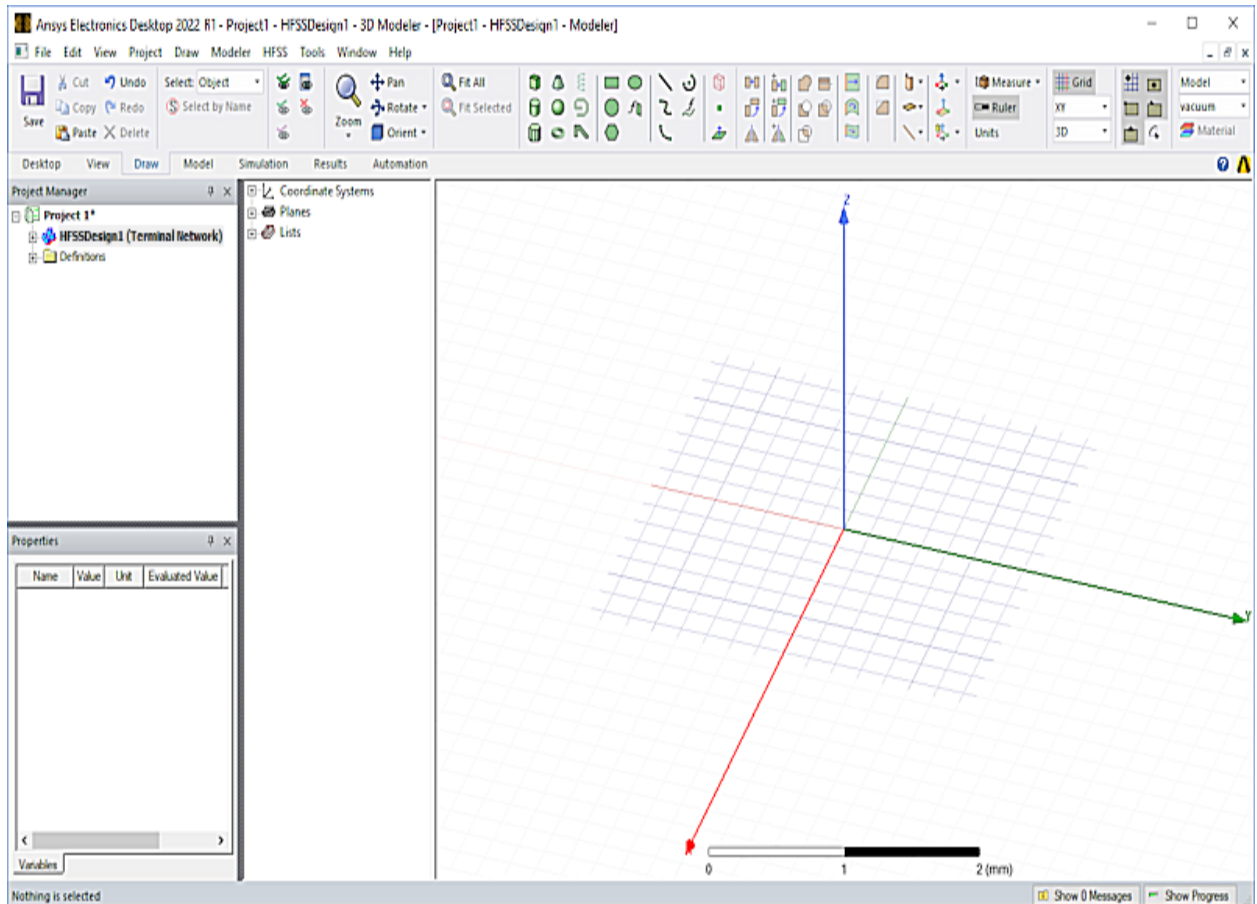 Ansys Electronics Desktop 2022 R1 - Project1 - HFSSDesign1 - 3D Modeler - [Project1 - HFSSDesign1 - Modeler]
File Edit View Project Draw Modeler HFSS Tools Window Help
Save
Cut Undo
Copy Redo
Paste Delete
Select: Object
Select by Name
Zoom
Pan
Rotate
Orient
Fit All
Fit Selected
Measure
Ruler
Units
Grid
XY
3D
Model
vacuum
Material
Desktop View Draw Model Simulation Results Automation
Project Manager
Project 1*
HFSSDesign1 (Terminal Network)
Definitions
Coordinate Systems
Planes
Lists
Z
Y
Properties
Name Value Unit Evaluated Value
Variables
0 1 2 (mm)
Nothing is selected
Show 0 Messages Show Progress